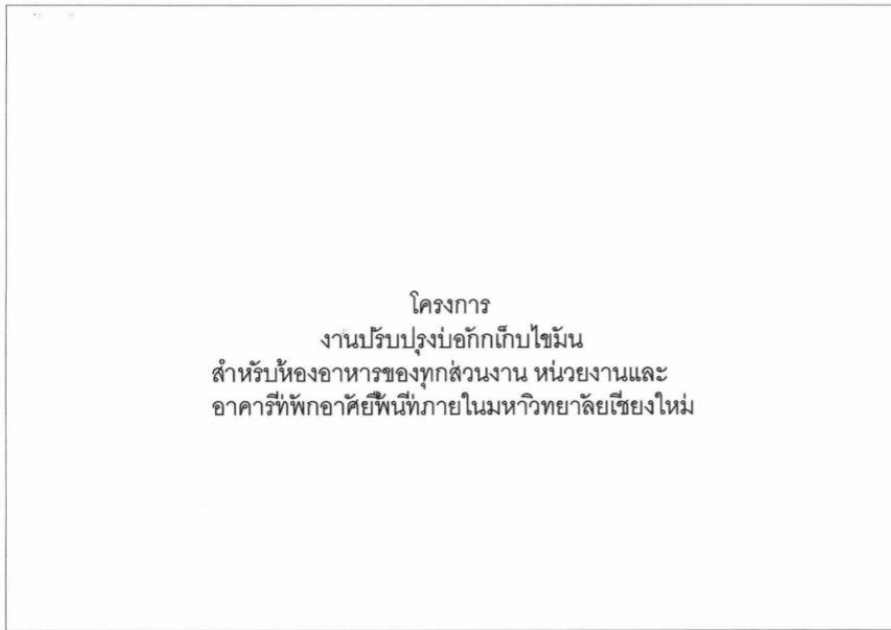 โครงการ
งานปรับปรุงบ่อกักเก็บไขมัน
สำหรับห้องอาหารของทุกส่วนงาน หน่วยงานและ
อาคารที่พักอาศัยพื้นที่ภายในมหาวิทยาลัยเชียงใหม่